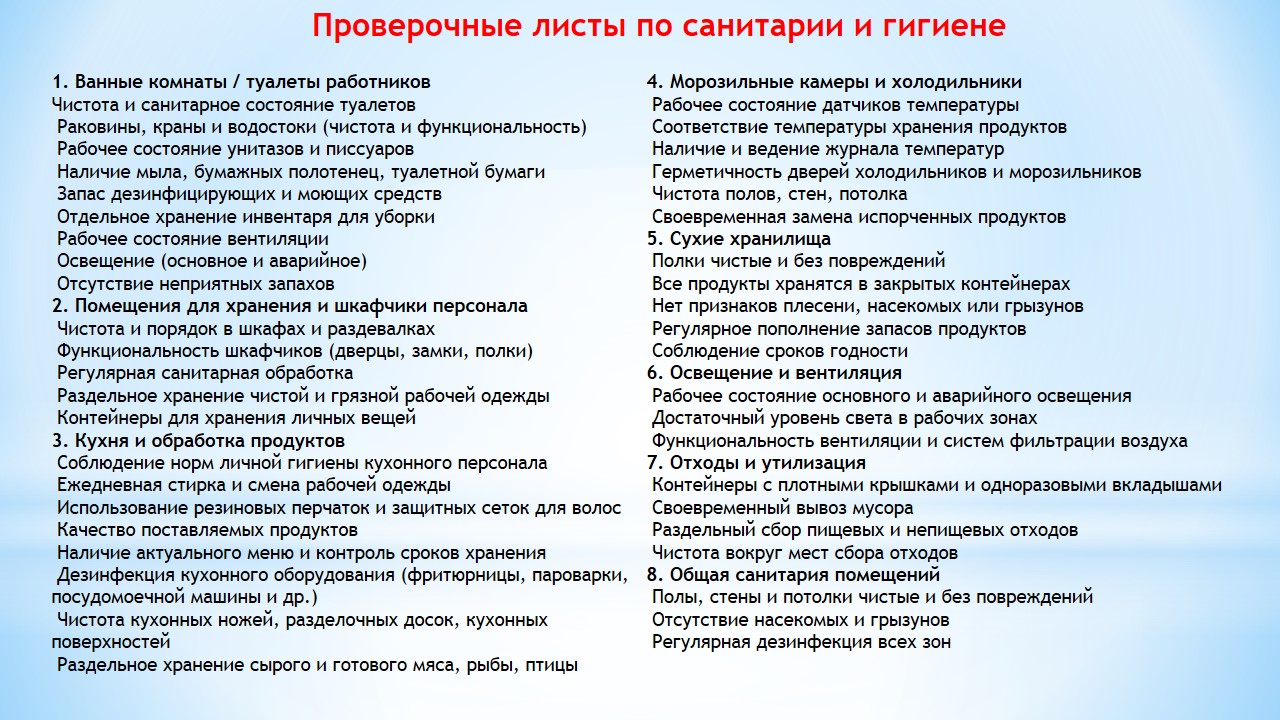 Проверочные листы по санитарии и гигиене
1. Ванные комнаты / туалеты работников
Чистота и санитарное состояние туалетов
Раковины, краны и водостоки (чистота и функциональность)
Рабочее состояние унитазов и писсуаров
Наличие мыла, бумажных полотенец, туалетной бумаги
Запас дезинфицирующих и моющих средств
Отдельное хранение инвентаря для уборки
Рабочее состояние вентиляции
Освещение (основное и аварийное)
Отсутствие неприятных запахов
2. Помещения для хранения и шкафчики персонала
Чистота и порядок в шкафах и раздевалках
Функциональность шкафчиков (дверцы, замки, полки)
Регулярная санитарная обработка
Раздельное хранение чистой и грязной рабочей одежды
Контейнеры для хранения личных вещей
3. Кухня и обработка продуктов
Соблюдение норм личной гигиены кухонного персонала
Ежедневная стирка и смена рабочей одежды
Использование резиновых перчаток и защитных сеток для волос
Качество поставляемых продуктов
Наличие актуального меню и контроль сроков хранения
Дезинфекция кухонного оборудования (фритюрницы, пароварки,
посудомоечной машины и др.)
Чистота кухонных ножей, разделочных досок, кухонных
поверхностей
Раздельное хранение сырого и готового мяса, рыбы, птицы
4. Морозильные камеры и холодильники
Рабочее состояние датчиков температуры
Соответствие температуры хранения продуктов
Наличие и ведение журнала температур
Герметичность дверей холодильников и морозильников
Чистота полов, стен, потолка
Своевременная замена испорченных продуктов
5. Сухие хранилища
Полки чистые и без повреждений
Все продукты хранятся в закрытых контейнерах
Нет признаков плесени, насекомых или грызунов
Регулярное пополнение запасов продуктов
Соблюдение сроков годности
6. Освещение и вентиляция
Рабочее состояние основного и аварийного освещения
Достаточный уровень света в рабочих зонах
Функциональность вентиляции и систем фильтрации воздуха
7. Отходы и утилизация
Контейнеры с плотными крышками и одноразовыми вкладышами
Своевременный вывоз мусора
Раздельный сбор пищевых и непищевых отходов
Чистота вокруг мест сбора отходов
8. Общая санитария помещений
Полы, стены и потолки чистые и без повреждений
Отсутствие насекомых и грызунов
Регулярная дезинфекция всех зон